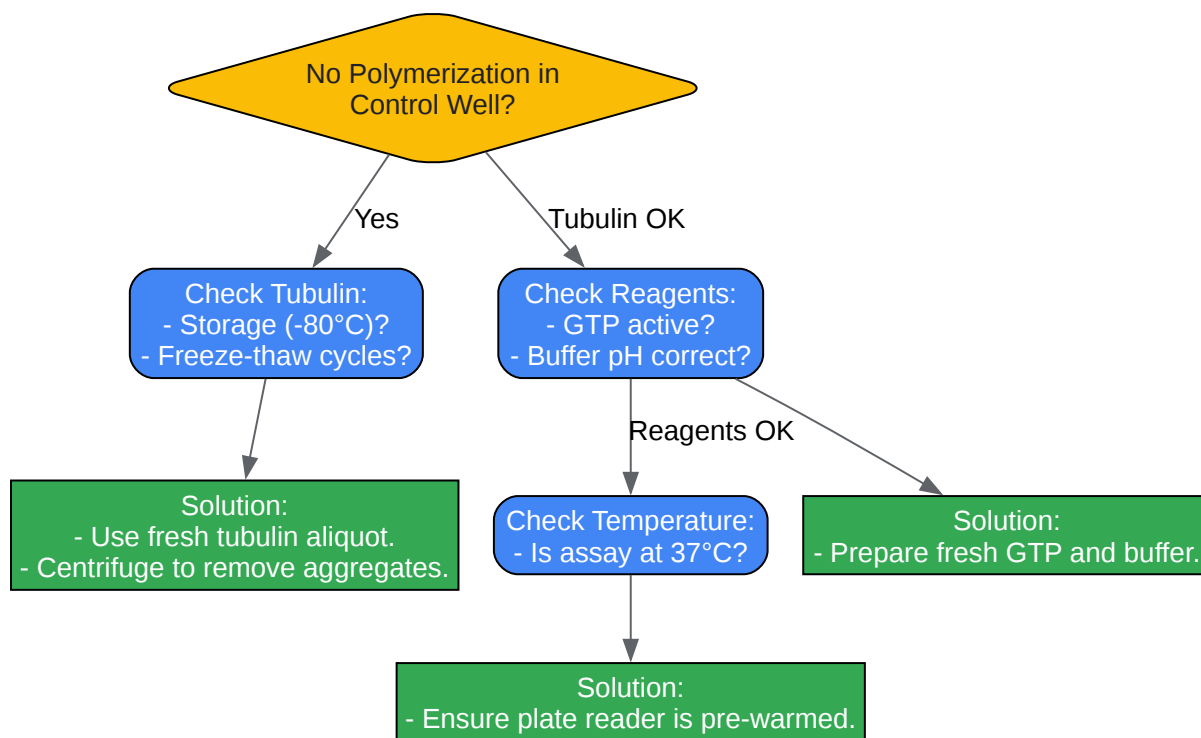 No Polymerization in
Control Well?
Yes
Tubulin OK
Check Tubulin:
- Storage (-80°C)?
- Freeze-thaw cycles?
Check Reagents:
- GTP active?
- Buffer pH correct?
Reagents OK
Solution:
- Use fresh tubulin aliquot.
- Centrifuge to remove aggregates.
Check Temperature:
- Is assay at 37°C?
Solution:
- Prepare fresh GTP and buffer.
Solution:
- Ensure plate reader is pre-warmed.